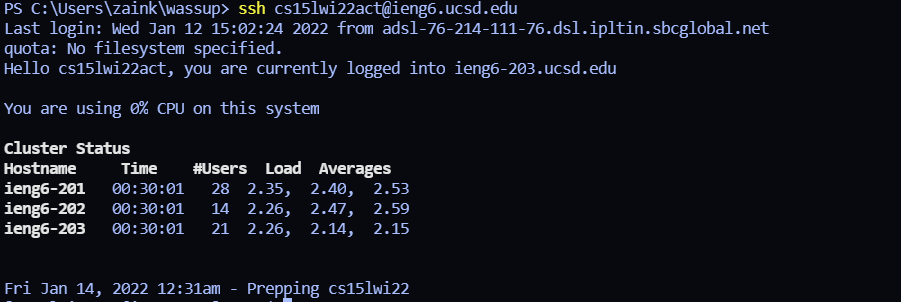 PS C:\Users\zaink\wassup> ssh cs15lwi22act@ieng6.ucsd.edu
Last login: Wed Jan 12 15:02:24 2022 from adsl-76-214-111-76.dsl.ipltin.sbcglobal.net
quota: No filesystem specified.
Hello cs15lwi22act, you are currently logged into ieng6-203.ucsd.edu
You are using 0% CPU on this system
Cluster Status
Hostname Time #Users Load Averages
ieng6-201 00:30:01 28 2.35, 2.40, 2.53
ieng6-202 00:30:01 14 2.26, 2.47, 2.59
ieng6-203 00:30:01 21 2.26, 2.14, 2.15
Fri Jan 14, 2022 12:31am - Prepping cs15lwi22